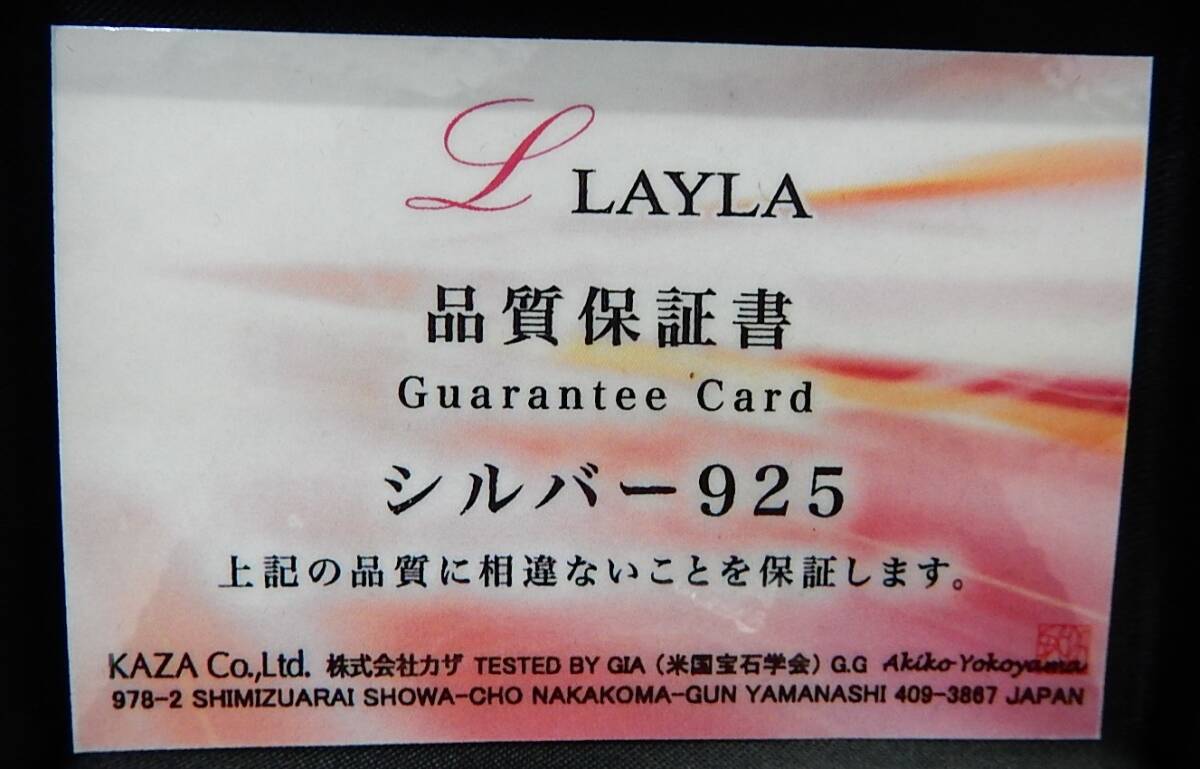 L LAYLA
品質保証書
Guarantee Card
シルバー925
上記の品質に相違ないことを保証します。
KAZA Co.,Ltd. 株式会社カザ TESTED BY GIA (米国宝石学会) G.G Akiko Yokoyama
978-2 SHIMIZUARAI SHOWA-CHO NAKAKOMA-GUN YAMANASHI 409-3867 JAPAN